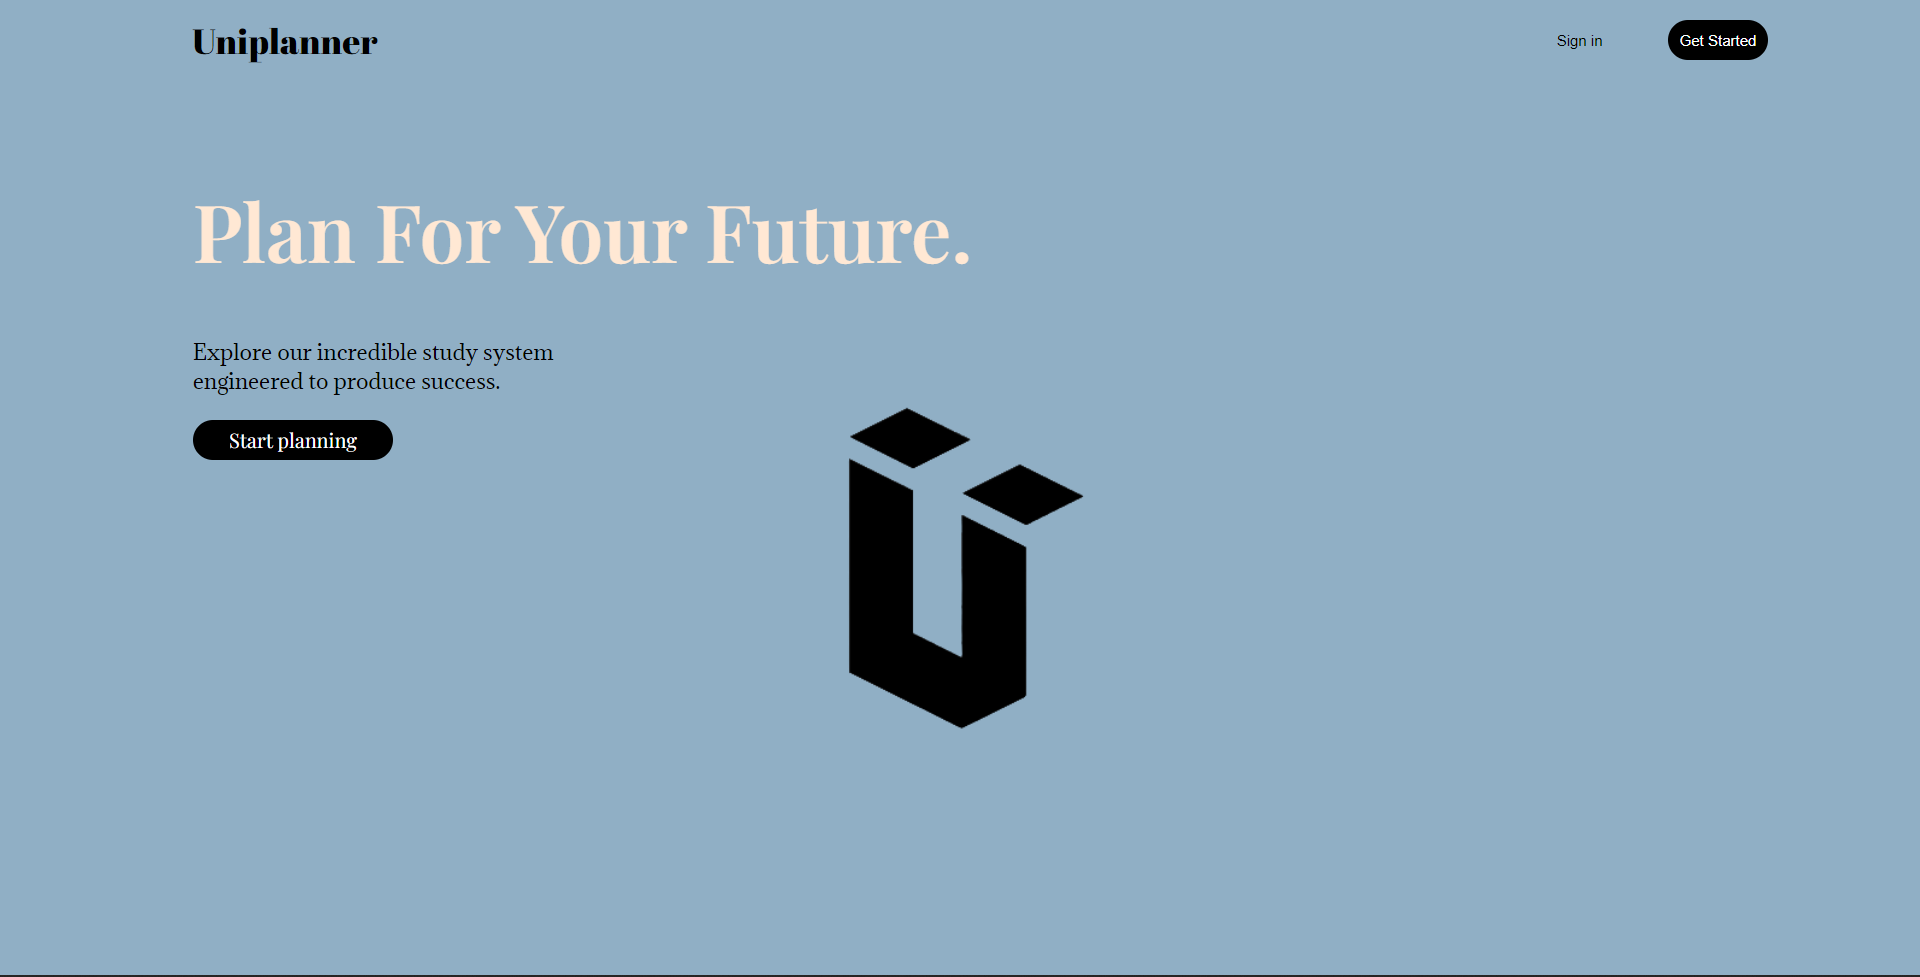 Uniplanner
Sign in
Get Started
Plan For Your Future.
Explore our incredible study system
engineered to produce success.
Start planning